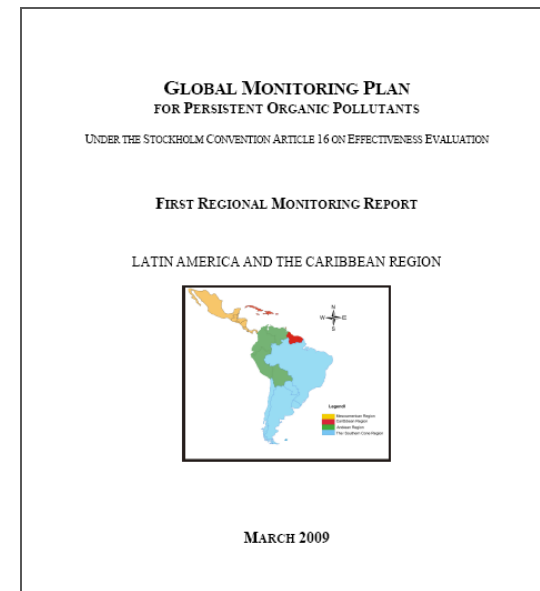 GLOBAL MONITORING PLAN
FOR PERSISTENT ORGANIC POLLUTANTS
UNDER THE STOCKHOLM CONVENTION ARTICLE 16 ON EFFECTIVENESS EVALUATION
FIRST REGIONAL MONITORING REPORT
LATIN AMERICA AND THE CARIBBEAN REGION
N
W E
S
Legend
Mesoamerican Region
Caribbean Region
Andean Region
The Southern Cone Region
MARCH 2009